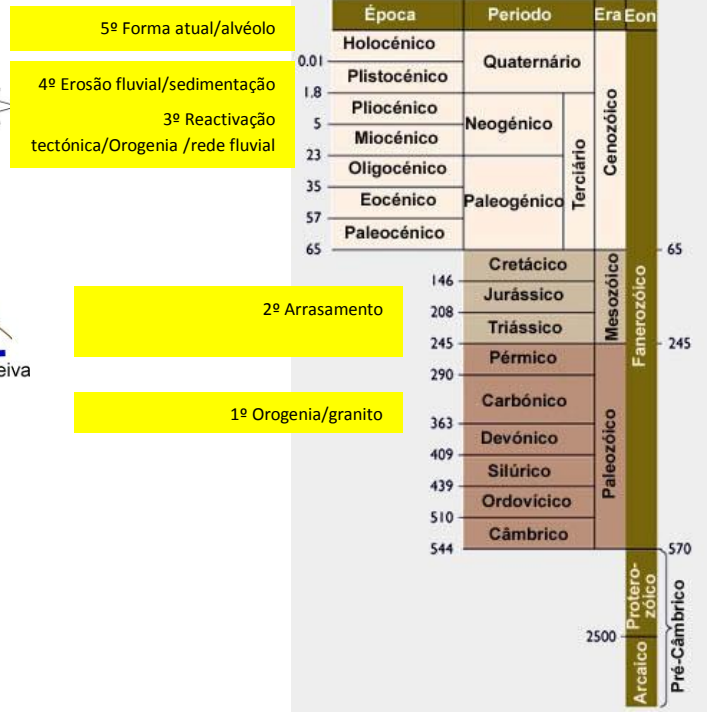 5º Forma atual/alvéolo
4º Erosão fluvial/sedimentação
3º Reactivação
tectónica/Orogenia /rede fluvial
2º Arrasamento
1º Orogenia/granito
eiva
Época
Periodo
Era
Eon
Holocénico
0.01
Plistocénico
1.8
Pliocénico
5
Miocénico
23
Oligocénico
35
Eocénico
57
Paleocénico
65
Quaternário
Neogénico
Paleogénico
Terciário
Cenozóico
65
Cretácico
146
Jurássico
208
Triássico
245
Mesozóico
245
Pérmico
290
Carbónico
363
Devónico
409
Silúrico
439
Ordovícico
510
Câmbrico
544
Paleozóico
Fanerozóico
570
Protero-
zóico
2500
Arcaico
Pré-Câmbrico